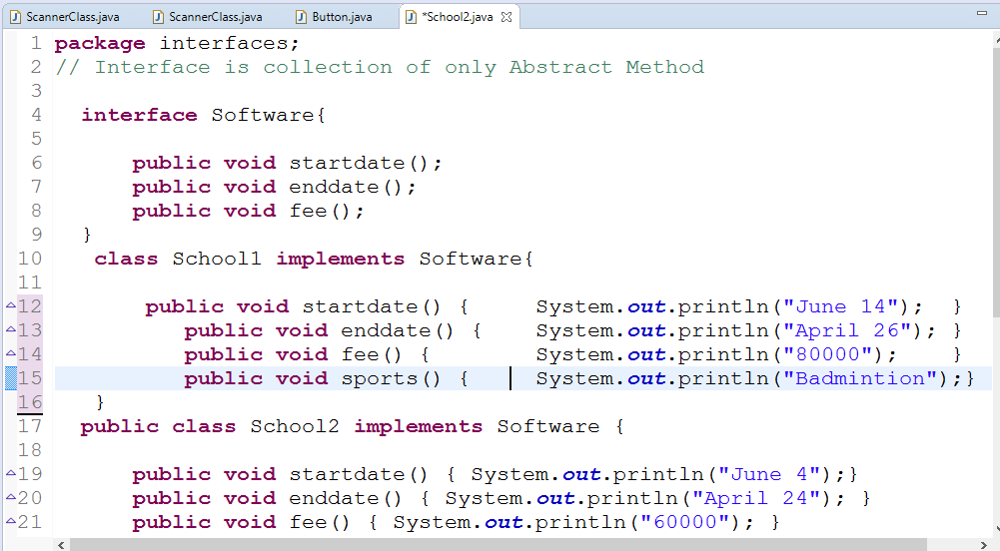 ScannerClass.java ScannerClass.java Button.java *School2.java
1 package interfaces;
2 // Interface is collection of only Abstract Method
3
4 interface Software{
5
6 public void startdate();
7 public void enddate();
8 public void fee();
9 }
10 class School1 implements Software{
11
12 public void startdate() { System.out.println("June 14"); }
13 public void enddate() { System.out.println("April 26"); }
14 public void fee() { System.out.println("80000"); }
15 public void sports() { System.out.println("Badmintion");}
16 }
17 public class School2 implements Software {
18
19 public void startdate() { System.out.println("June 4");}
20 public void enddate() { System.out.println("April 24"); }
21 public void fee() { System.out.println("60000"); }